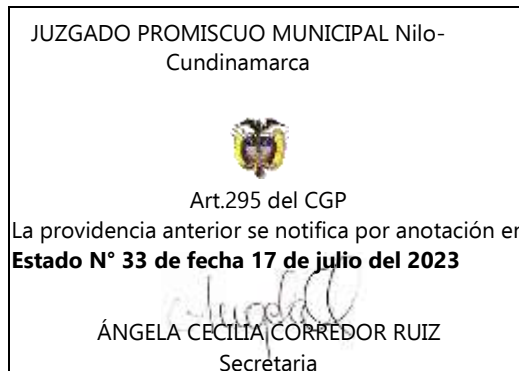 JUZGADO PROMISCUO MUNICIPAL Nilo-
Cundinamarca
Art.295 del CGP
La providencia anterior se notifica por anotación en
Estado N° 33 de fecha 17 de julio del 2023
ÁNGELA CECILIA CORREDOR RUIZ
Secretaria